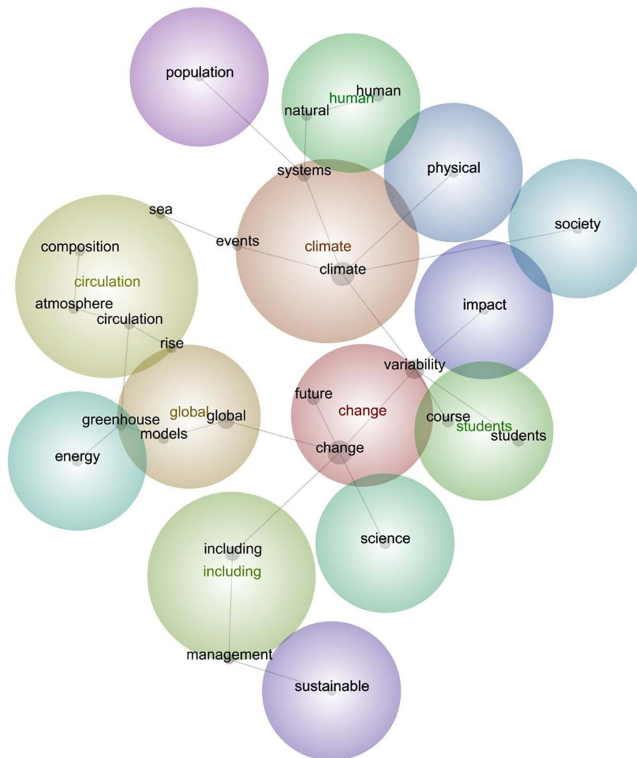 population
human
human
natural
physical
systems
sea
society
composition
events
climate
climate
circulation
atmosphere
circulation
impact
rise
variability
future
greenhouse
global
global
change
course
students
models
students
energy
change
including
science
including
management
sustainable